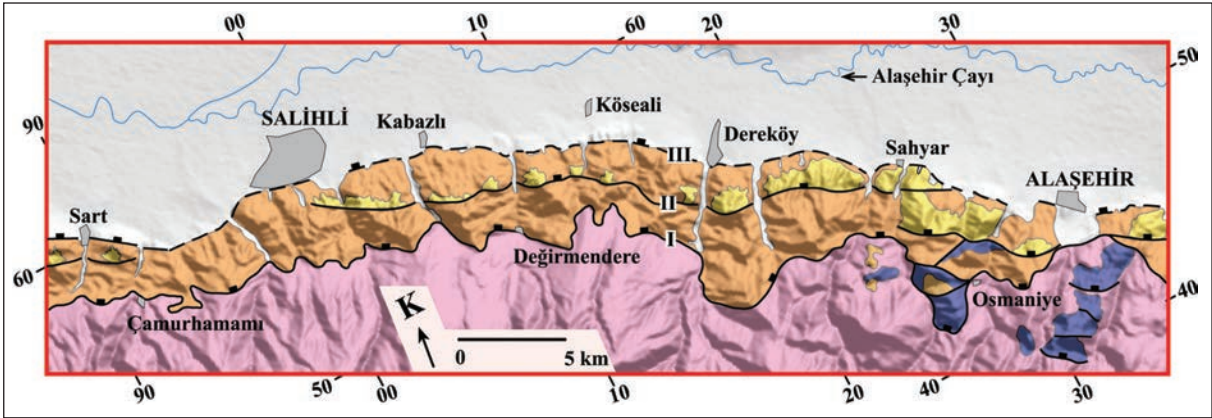 00
10
60
20
30
50
Alaşehir Çayı
SALİHLİ
Kabazlı
Köseali
90
III
Dereköy
Sahyar
ALAŞEHİR
II
Sart
I
60
Değirmendere
40
Çamurhamamı
Osmaniye
K
0 5 km
90
50
00
10
20
40
30